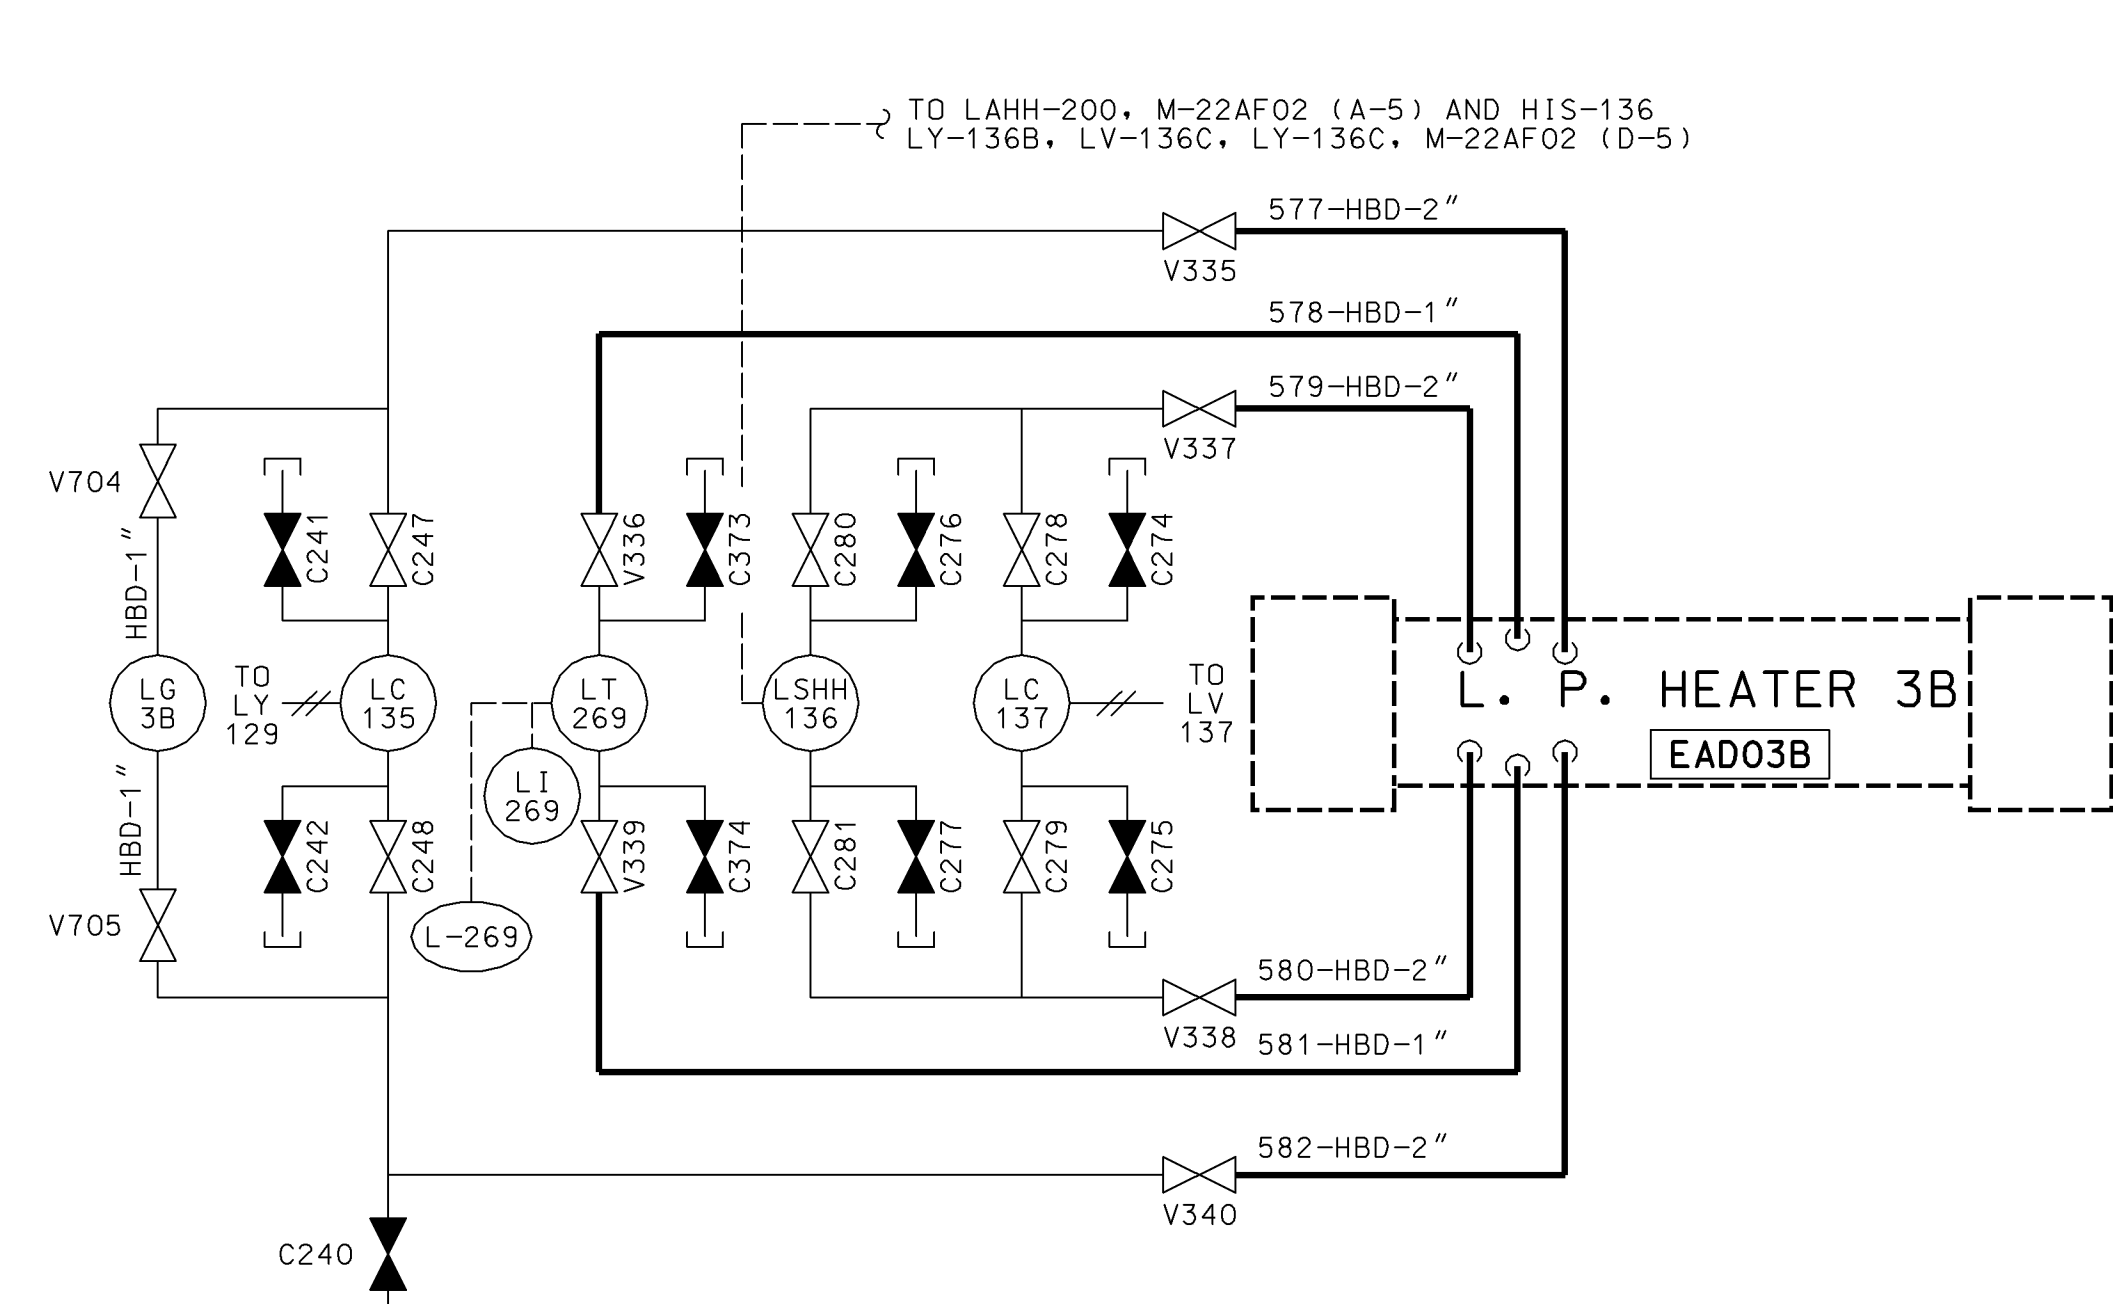 TO LAHH-200, M-22AF02 (A-5) AND HIS-136
LY-136B, LV-136C, LY-136C, M-22AF02 (D-5)
577-HBD-2"
V335
578-HBD-1"
579-HBD-2"
V337
V704
HBD-1"
C241
C247
V336
C373
C280
C276
C278
C274
LG
3B
TO
LY
129
LC
135
LT
269
LSHH
136
LC
137
TO
LV
137
L. P. HEATER 3B
EAD03B
LI
269
HBD-1"
C242
C248
V339
C374
C281
C277
C279
C275
V705
L-269
580-HBD-2"
V338
581-HBD-1"
582-HBD-2"
V340
C240